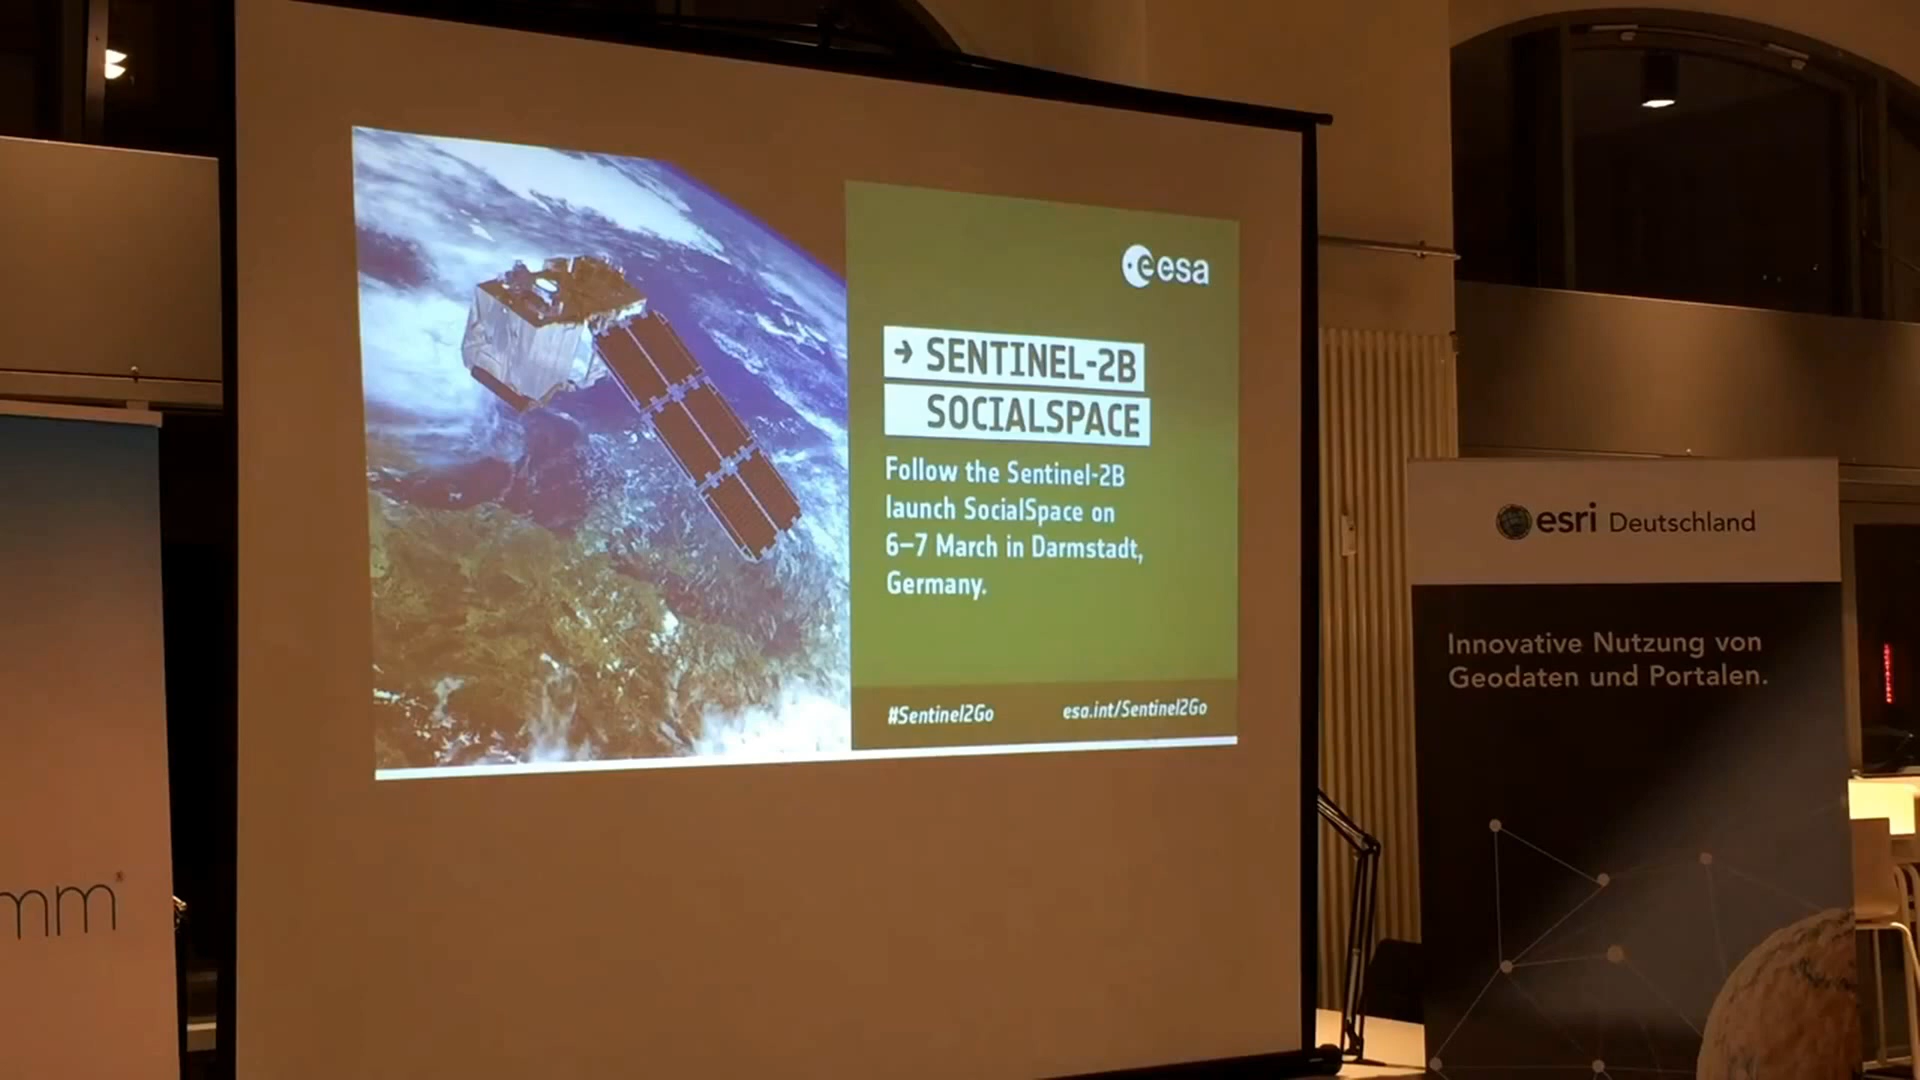 esa
→ SENTINEL-2B
SOCIALSPACE
Follow the Sentinel-2B
launch SocialSpace on
6–7 March in Darmstadt,
Germany.
#Sentinel2Go
esa.int/Sentinel2Go
esri Deutschland
Innovative Nutzung von
Geodaten und Portalen.
mm